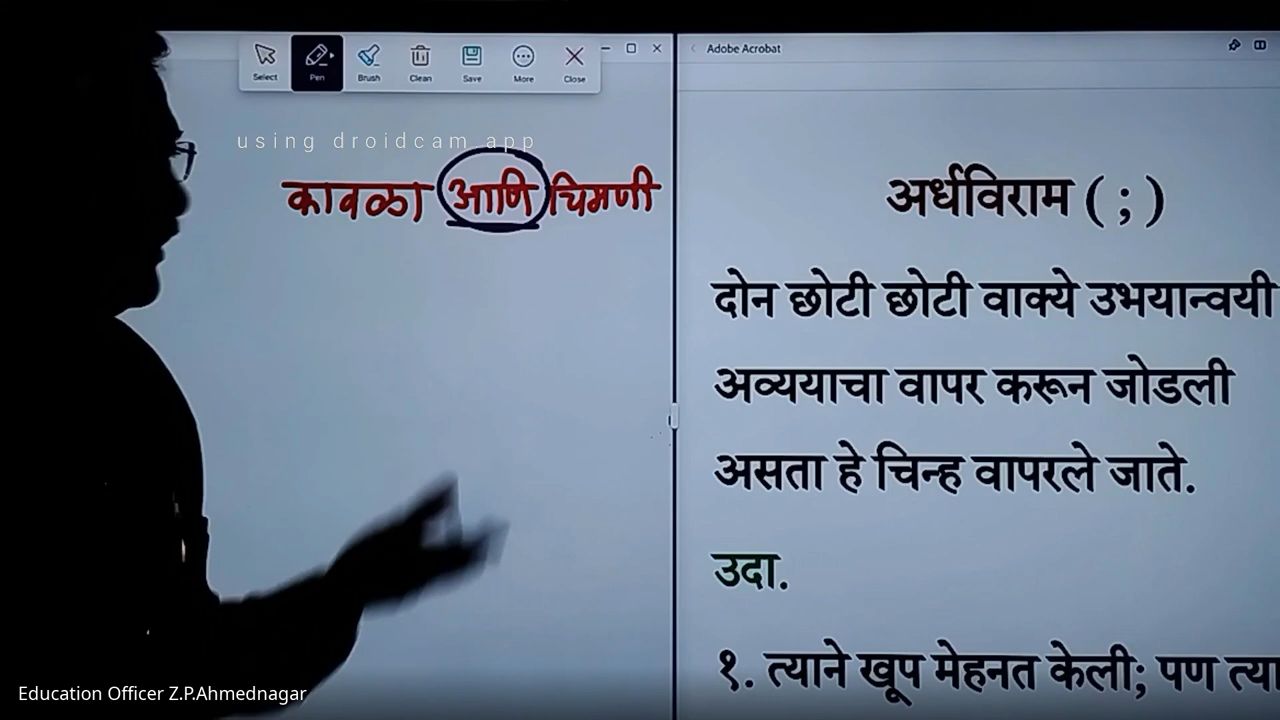 Select Pen Brush Clean Save More Close
Adobe Acrobat
using droidcam app
कावळा आणि चिमणी
अर्धविराम ( ; )
दोन छोटी छोटी वाक्ये उभयान्वयी
अव्ययाचा वापर करून जोडली
असता हे चिन्ह वापरले जाते.
उदा.
१. त्याने खूप मेहनत केली; पण त्या
Education Officer Z.P.Ahmednagar